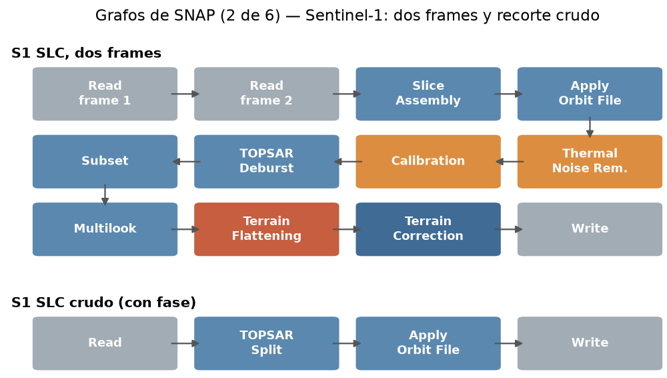 Grafos de SNAP (2 de 6) — Sentinel-1: dos frames y recorte crudo
S1 SLC, dos frames
Read
frame 1
Read
frame 2
Slice
Assembly
Apply
Orbit File
Subset
TOPSAR
Deburst
Calibration
Thermal
Noise Rem.
Multilook
Terrain
Flattening
Terrain
Correction
Write
S1 SLC crudo (con fase)
Read
TOPSAR
Split
Apply
Orbit File
Write